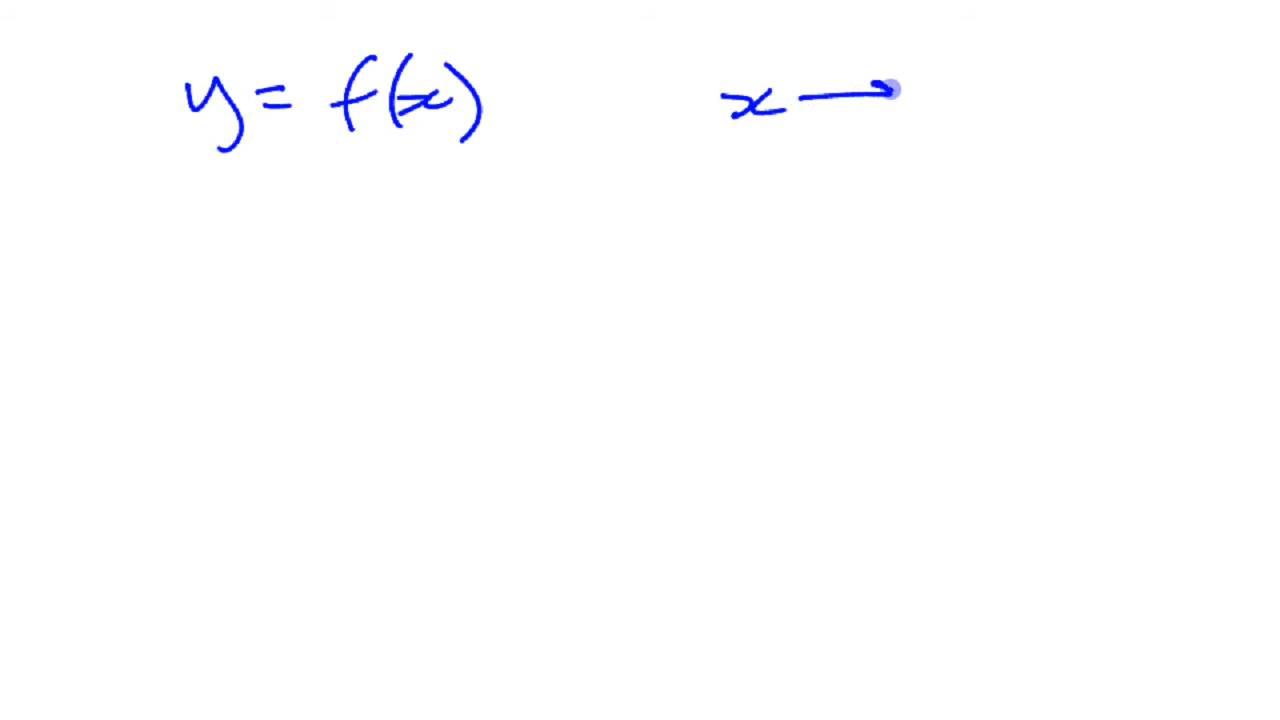 y = f(x) x →